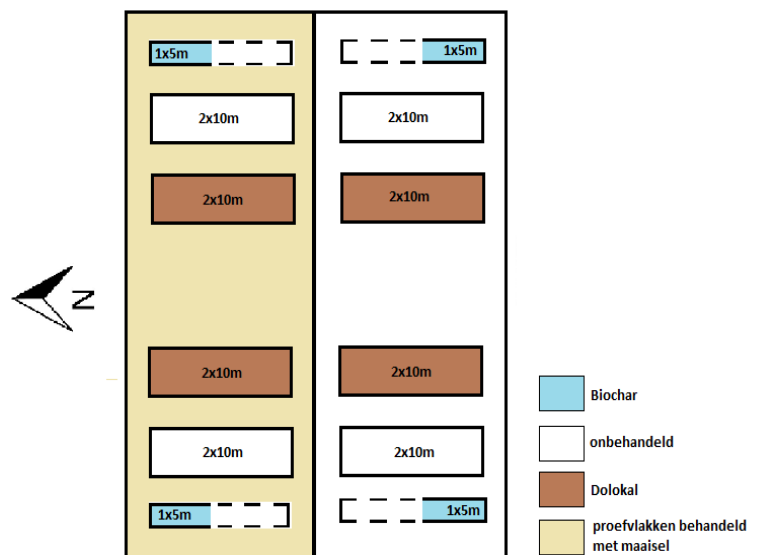 1x5m
1x5m
2x10m
2x10m
2x10m
2x10m
N
2x10m
2x10m
2x10m
2x10m
1x5m
1x5m
Biochar
onbehandeld
Dolokal
proefvlakken behandeld
met maaisel